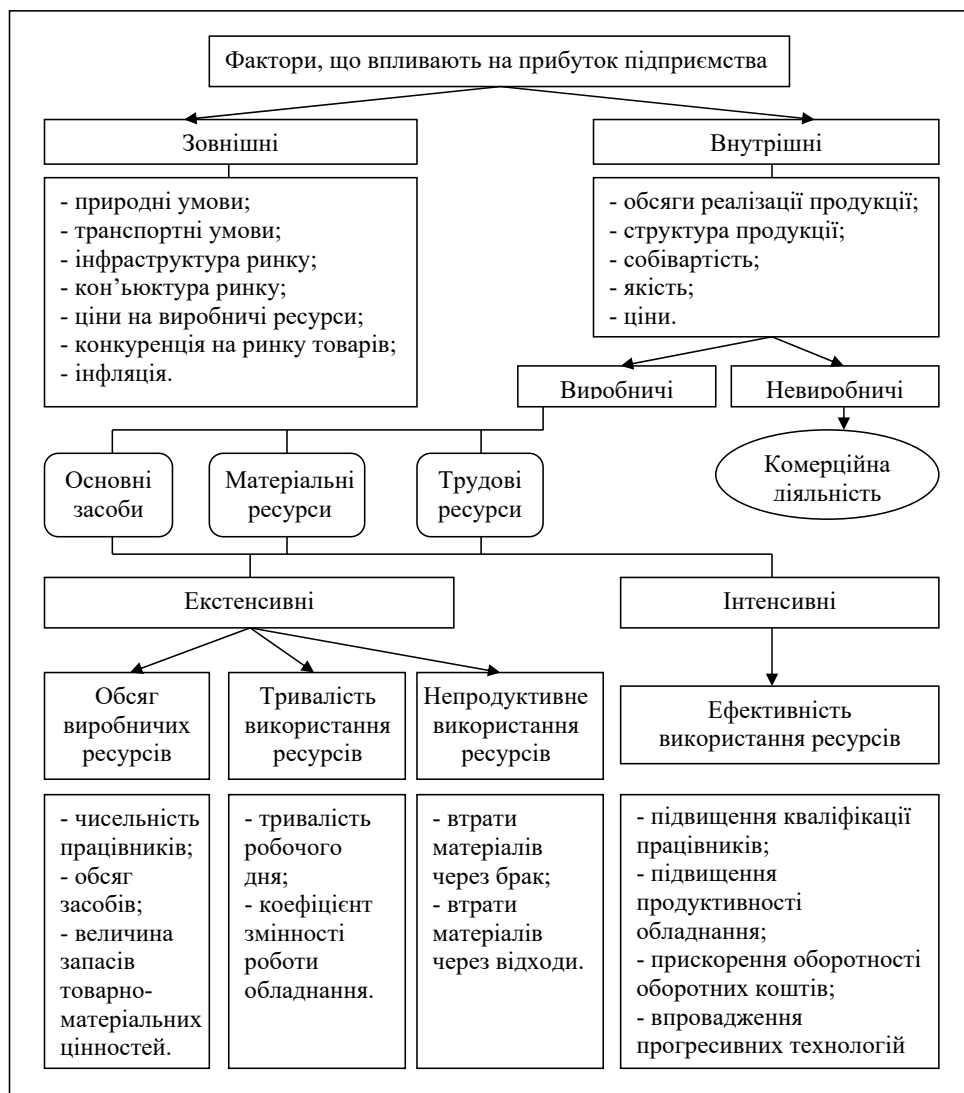 Фактори, що впливають на прибуток підприємства
Зовнішні
Внутрішні
- природні умови;
- транспортні умови;
- інфраструктура ринку;
- кон’ьюктура ринку;
- ціни на виробничі ресурси;
- конкуренція на ринку товарів;
- інфляція.
- обсяги реалізації продукції;
- структура продукції;
- собівартість;
- якість;
- ціни.
Виробничі
Невиробничі
Основні
засоби
Матеріальні
ресурси
Трудові
ресурси
Комерційна
діяльність
Екстенсивні
Інтенсивні
Обсяг
виробничих
ресурсів
Тривалість
використання
ресурсів
Непродуктивне
використання
ресурсів
Ефективність
використання ресурсів
- чисельність
працівників;
- обсяг
засобів;
- величина
запасів
товарно-
матеріальних
цінностей.
- тривалість
робочого
дня;
- коефіцієнт
змінності
роботи
обладнання.
- втрати
матеріалів
через брак;
- втрати
матеріалів
через відходи.
- підвищення кваліфікації
працівників;
- підвищення
продуктивності
обладнання;
- прискорення оборотності
оборотних коштів;
- впровадження
прогресивних технологій